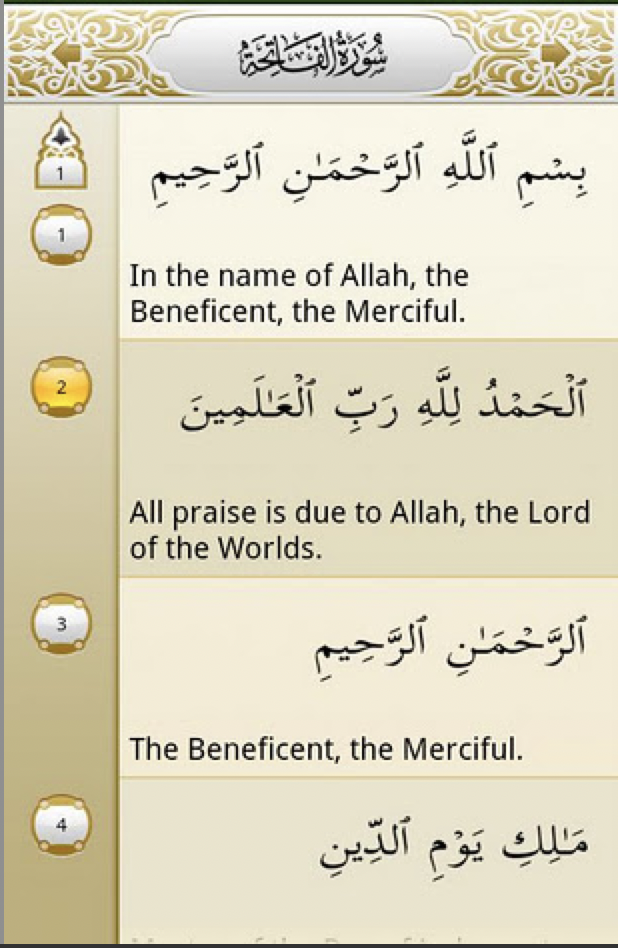 سُورَةُ الفَاتِحَةِ
1
1
بِسْمِ ٱللَّهِ ٱلرَّحْمَـٰنِ ٱلرَّحِيمِ
In the name of Allah, the
Beneficent, the Merciful.
2
ٱلْحَمْدُ لِلَّهِ رَبِّ ٱلْعَـٰلَمِينَ
All praise is due to Allah, the Lord
of the Worlds.
3
ٱلرَّحْمَـٰنِ ٱلرَّحِيمِ
The Beneficent, the Merciful.
4
مَـٰلِكِ يَوْمِ ٱلدِّينِ